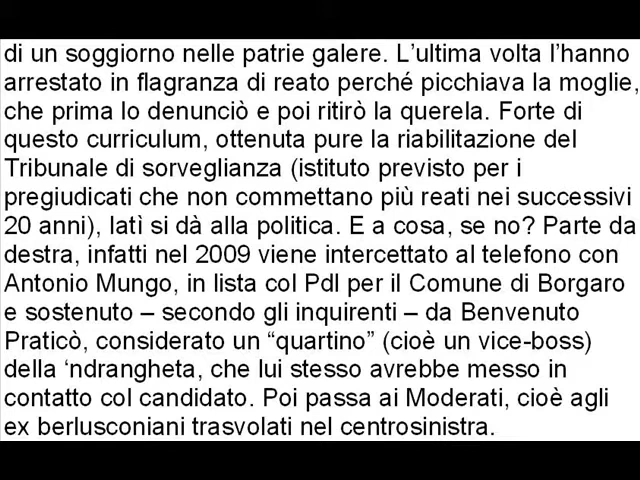 di un soggiorno nelle patrie galere. L’ultima volta l’hanno
arrestato in flagranza di reato perché picchiava la moglie,
che prima lo denunciò e poi ritirò la querela. Forte di
questo curriculum, ottenuta pure la riabilitazione del
Tribunale di sorveglianza (istituto previsto per i
pregiudicati che non commettano più reati nei successivi
20 anni), Iatì si dà alla politica. E a cosa, se no? Parte da
destra, infatti nel 2009 viene intercettato al telefono con
Antonio Mungo, in lista col Pdl per il Comune di Borgaro
e sostenuto – secondo gli inquirenti – da Benvenuto
Praticò, considerato un “quartino” (cioè un vice-boss)
della ‘ndrangheta, che lui stesso avrebbe messo in
contatto col candidato. Poi passa ai Moderati, cioè agli
ex berlusconiani trasvolati nel centrosinistra.